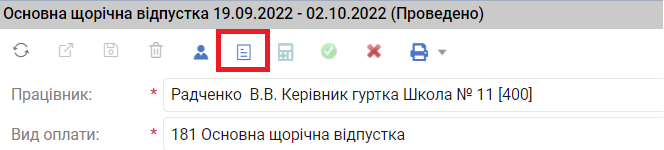 Основна щорічна відпустка 19.09.2022 - 02.10.2022 (Проведено)
Працівник: * Радченко В.В. Керівник гуртка Школа № 11 [400]
Вид оплати: * 181 Основна щорічна відпустка